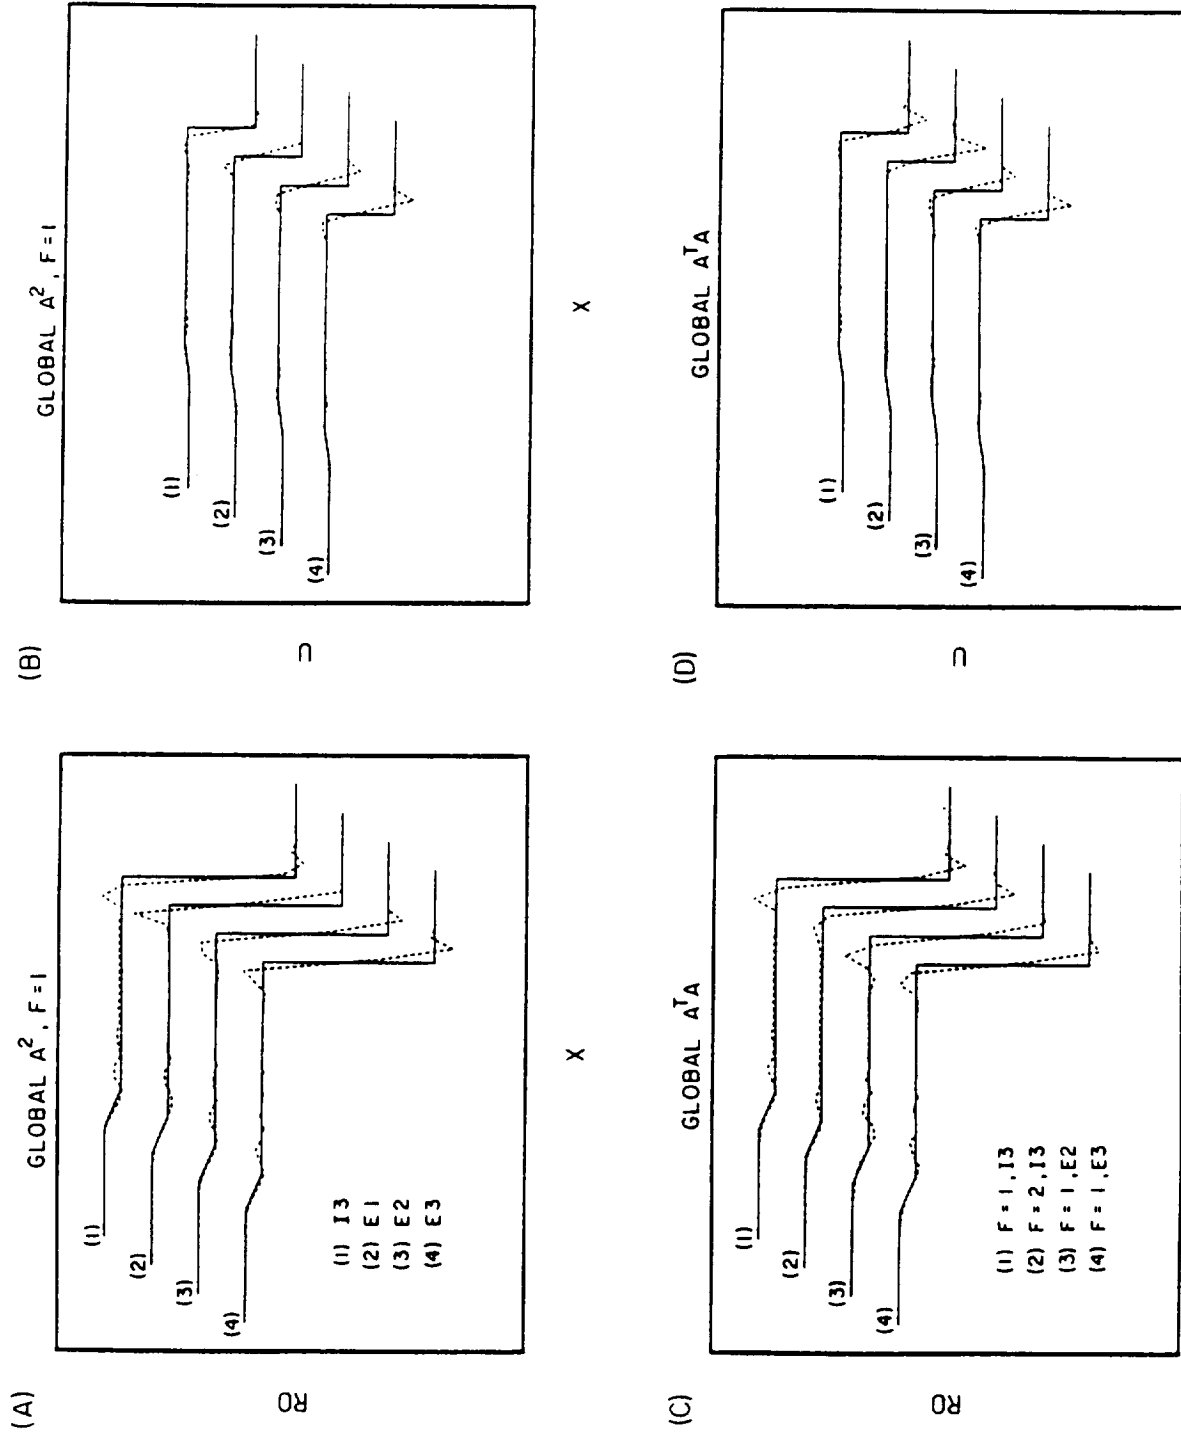 (A)
GLOBAL A², F=1
(1)
(2)
(3)
(4)
(1) I3
(2) E1
(3) E2
(4) E3
RO
X
(B)
GLOBAL A², F=1
(1)
(2)
(3)
(4)
U
X
(C)
GLOBAL AᵀA
(1)
(2)
(3)
(4)
(1) F=1,I3
(2) F=2,I3
(3) F=1,E2
(4) F=1,E3
RO
(D)
GLOBAL AᵀA
(1)
(2)
(3)
(4)
U